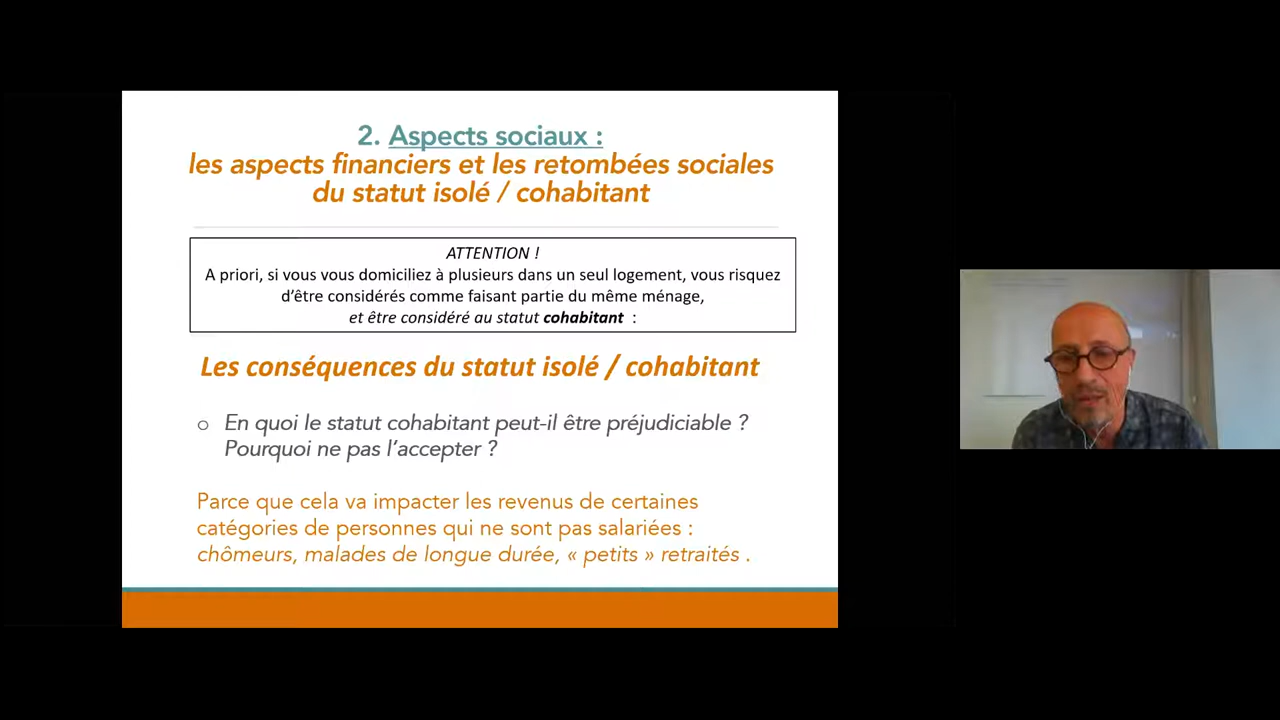 2. Aspects sociaux :
les aspects financiers et les retombées sociales
du statut isolé / cohabitant
ATTENTION !
A priori, si vous vous domiciliez à plusieurs dans un seul logement, vous risquez
d'être considérés comme faisant partie du même ménage,
et être considéré au statut cohabitant :
Les conséquences du statut isolé / cohabitant
o En quoi le statut cohabitant peut-il être préjudiciable ?
Pourquoi ne pas l'accepter ?
Parce que cela va impacter les revenus de certaines
catégories de personnes qui ne sont pas salariées :
chômeurs, malades de longue durée, « petits » retraités .